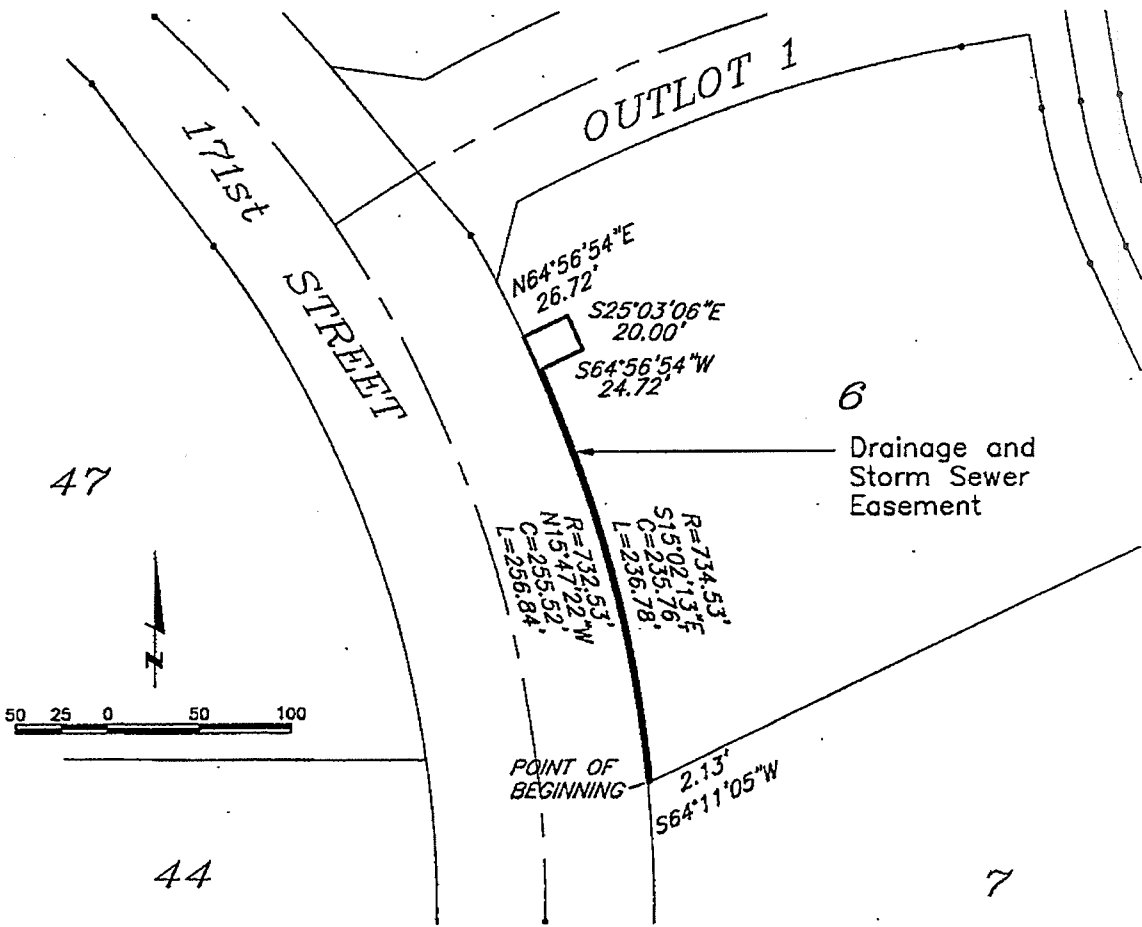 OUTLOT 1
171st
STREET
N64°56'54"E
26.72'
S25°03'06"E
20.00'
S64°56'54"W
24.72'
6
Drainage and
Storm Sewer
Easement
47
R=734.53'
S15°02'13"E
C=235.76'
L=236.78'
R=732.53'
N15°47'22"W
C=255.52'
L=256.84'
N
50 25 0 50 100
POINT OF
BEGINNING
2.13'
S64°11'05"W
44
7